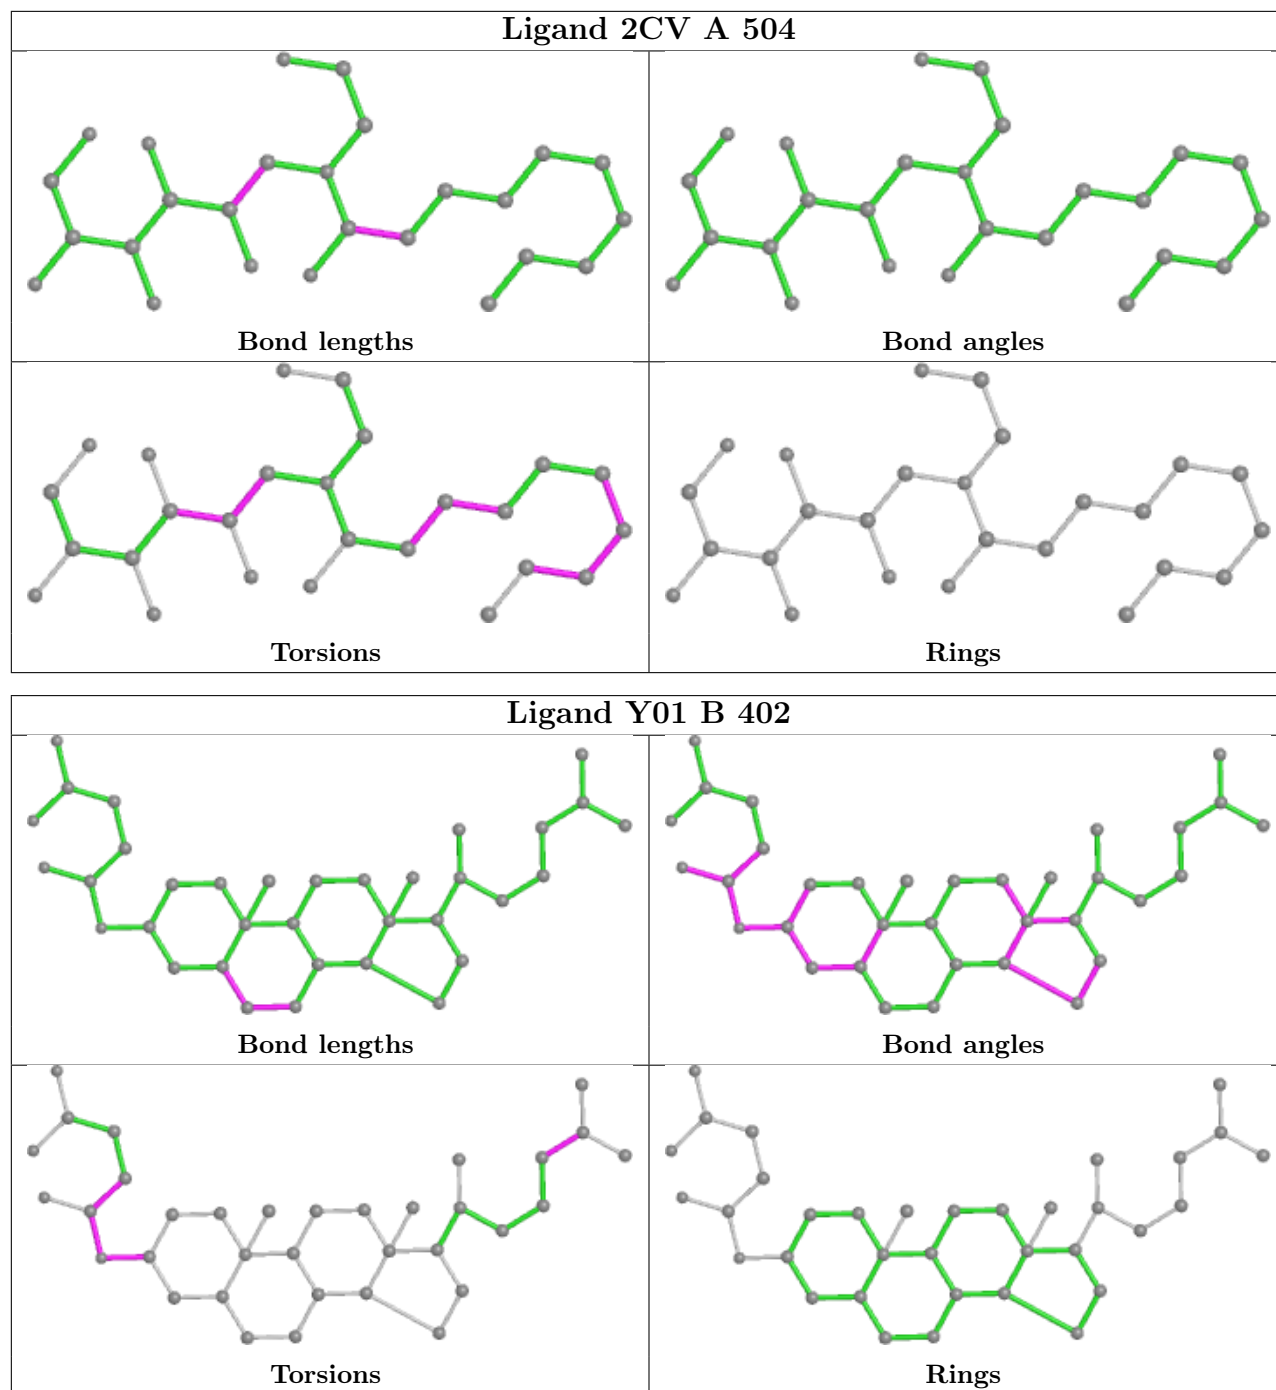 Ligand 2CV A 504
Bond lengths
Bond angles
Torsions
Rings
Ligand Y01 B 402
Bond lengths
Bond angles
Torsions
Rings